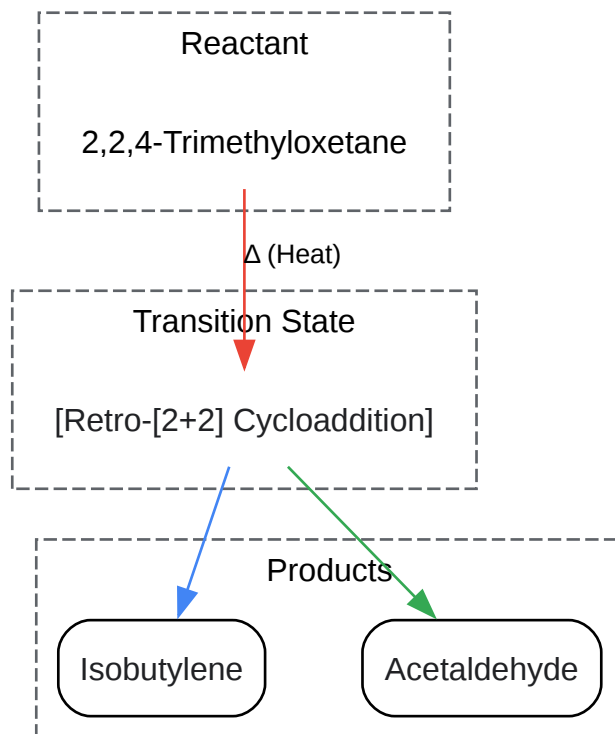 Reactant
2,2,4-Trimethyloxetane
Δ (Heat)
Transition State
[Retro-[2+2] Cycloaddition]
Products
Isobutylene
Acetaldehyde